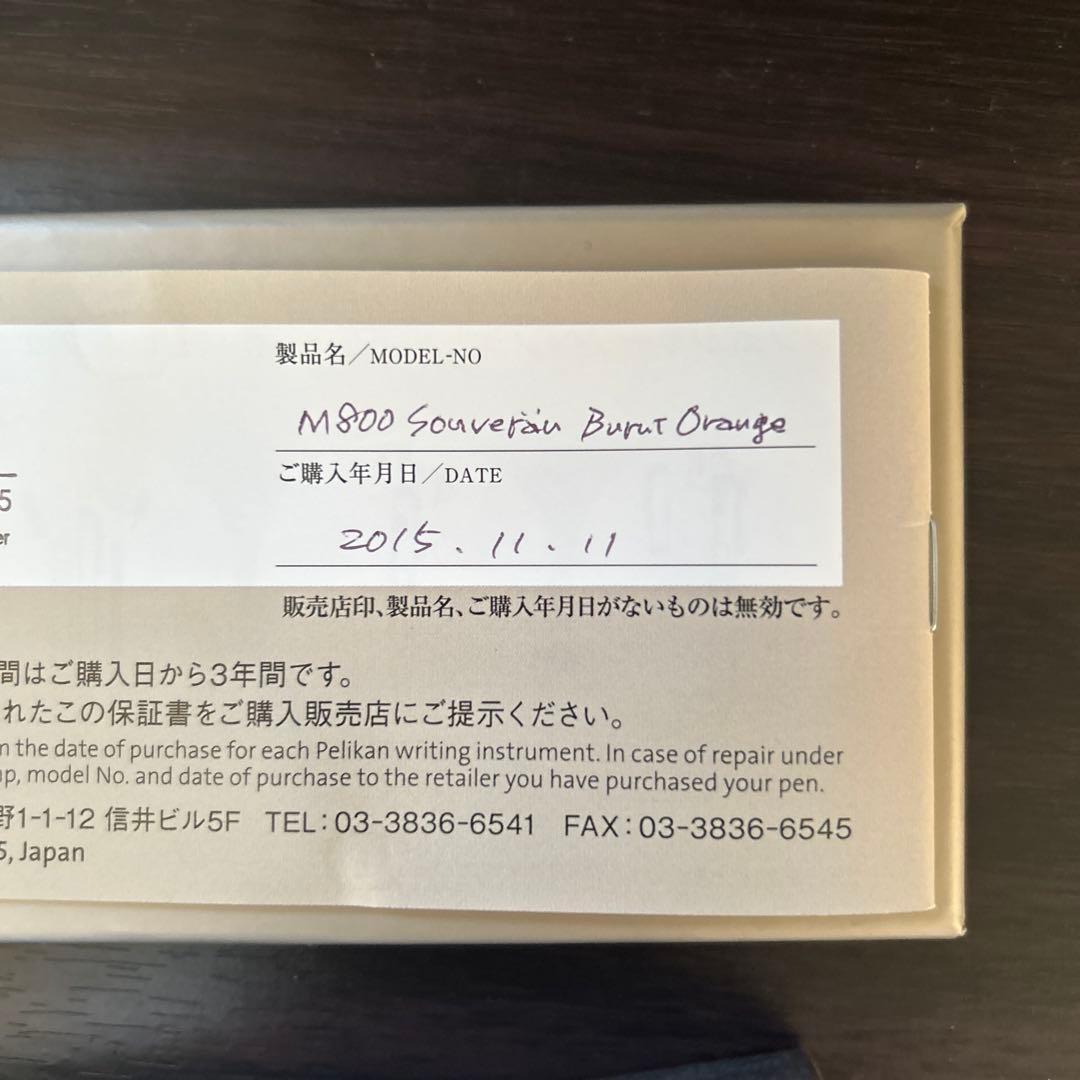 製品名／MODEL-NO
M800 Souverän Burnt Orange
ご購入年月日／DATE
5
er
2015.11.11
販売店印、製品名、ご購入年月日がないものは無効です。
間はご購入日から3年間です。
れたこの保証書をご購入販売店にご提示ください。
n the date of purchase for each Pelikan writing instrument. In case of repair under
p, model No. and date of purchase to the retailer you have purchased your pen.
野1-1-12 信井ビル5F TEL：03-3836-6541 FAX：03-3836-6545
5, Japan